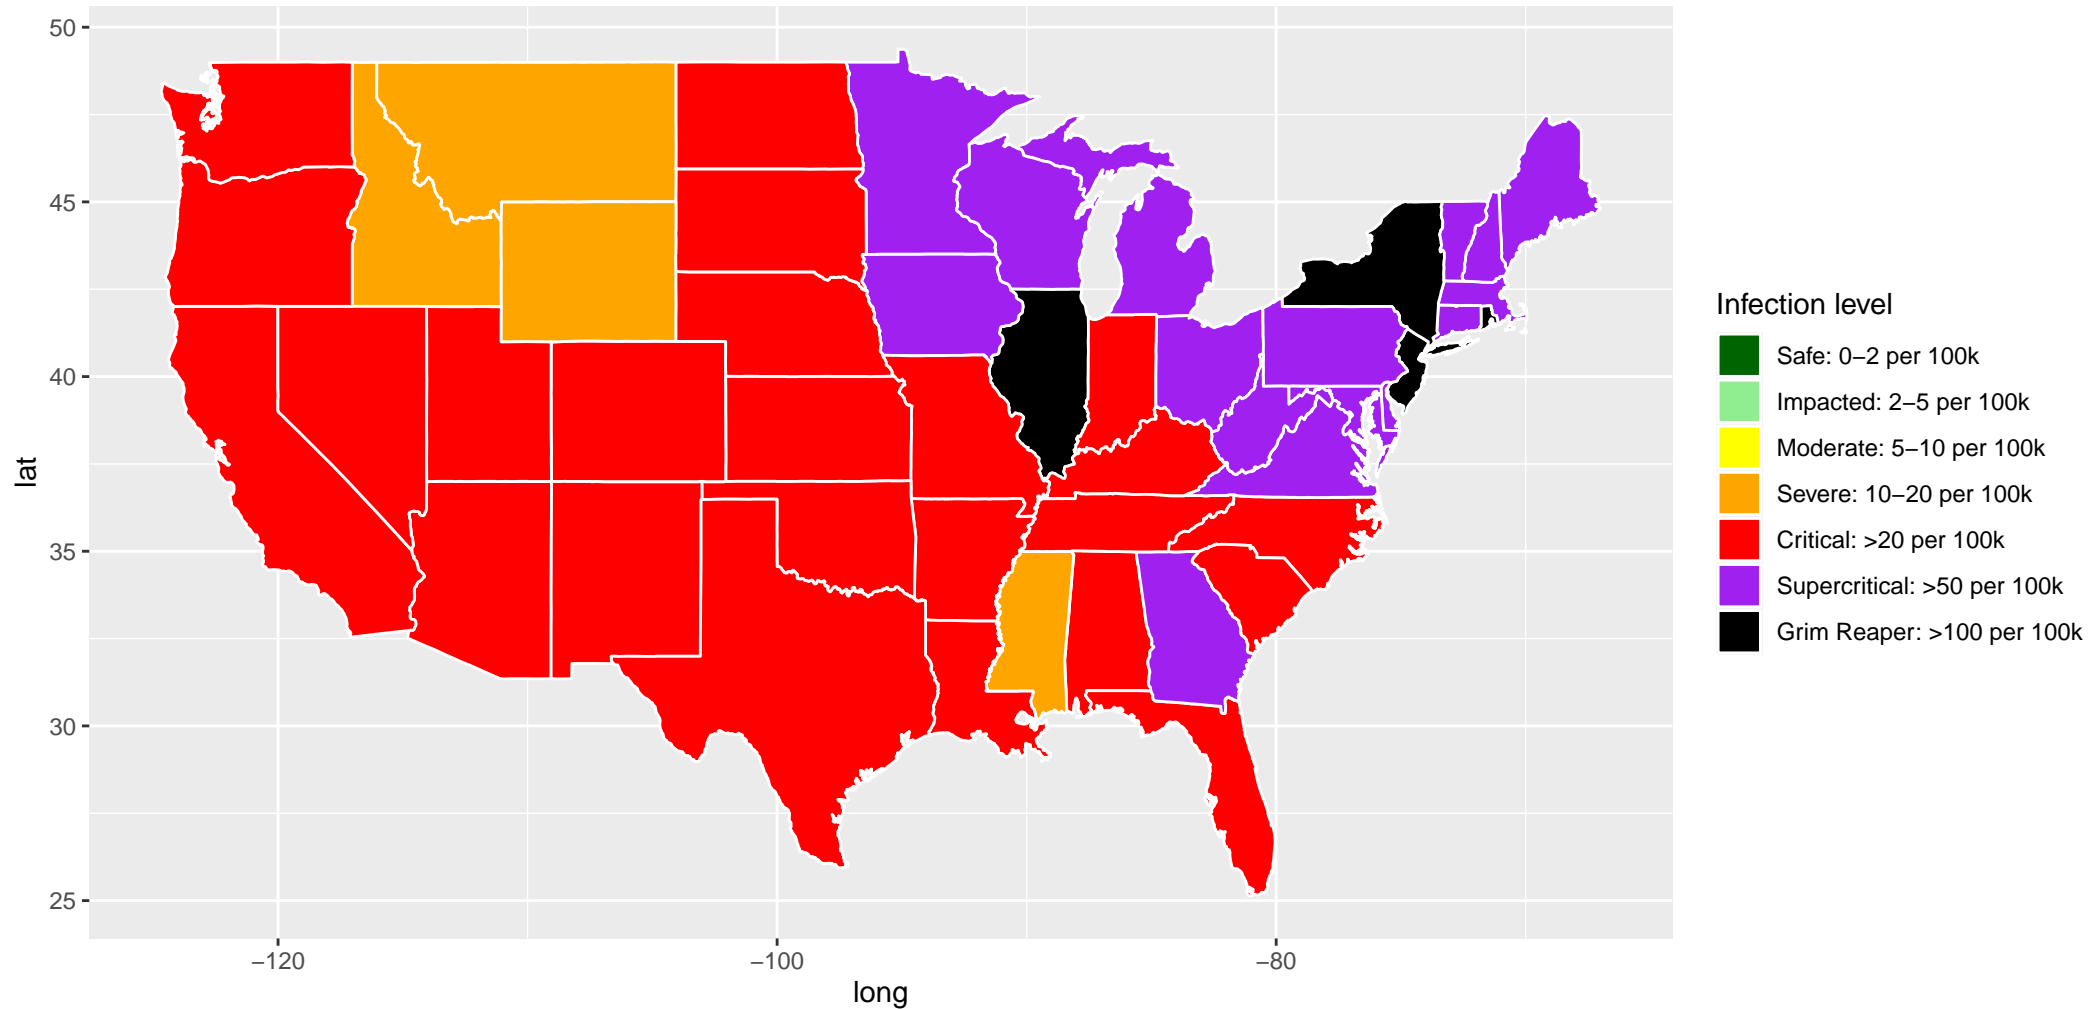 50
45
40
35
30
25
lat
−120
−100
−80
long
Infection level
Safe: 0−2 per 100k
Impacted: 2−5 per 100k
Moderate: 5−10 per 100k
Severe: 10−20 per 100k
Critical: >20 per 100k
Supercritical: >50 per 100k
Grim Reaper: >100 per 100k